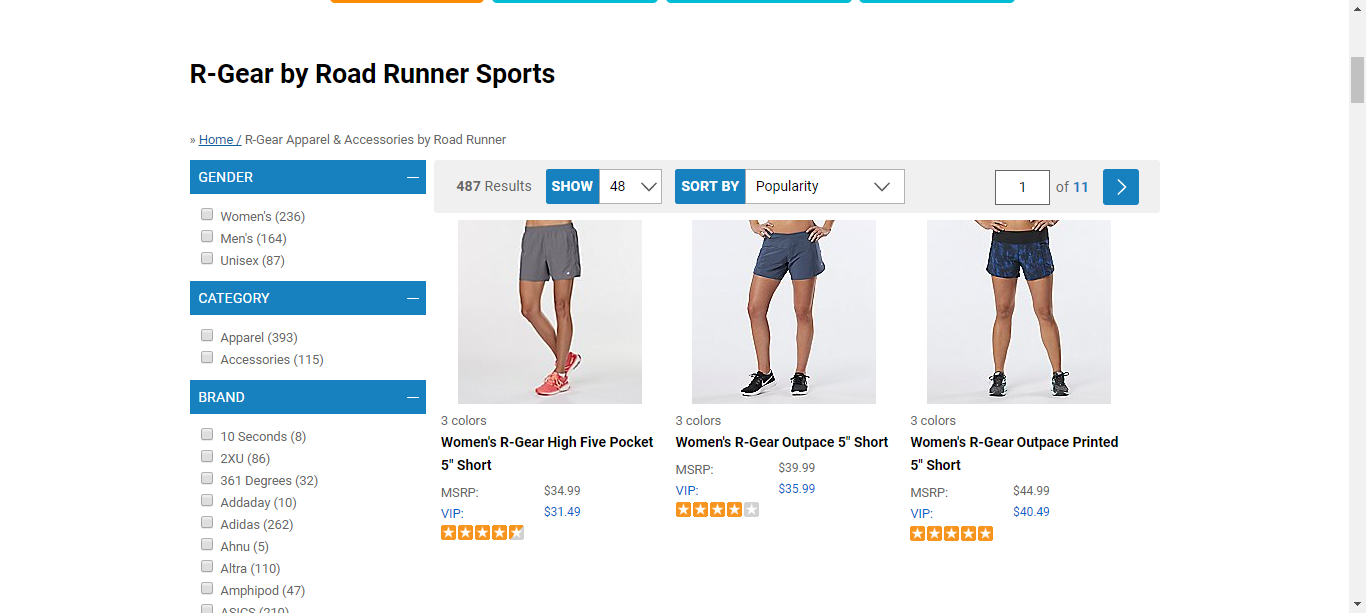 R-Gear by Road Runner Sports
» Home / R-Gear Apparel & Accessories by Road Runner
GENDER
Women's (236)
Men's (164)
Unisex (87)
CATEGORY
Apparel (393)
Accessories (115)
BRAND
10 Seconds (8)
2XU (86)
361 Degrees (32)
Addaday (10)
Adidas (262)
Ahnu (5)
Altra (110)
Amphipod (47)
ASICS (210)
487 Results SHOW 48 SORT BY Popularity 1 of 11
3 colors
Women's R-Gear High Five Pocket
5" Short
MSRP: $34.99
VIP: $31.49
3 colors
Women's R-Gear Outpace 5" Short
MSRP: $39.99
VIP: $35.99
3 colors
Women's R-Gear Outpace Printed
5" Short
MSRP: $44.99
VIP: $40.49